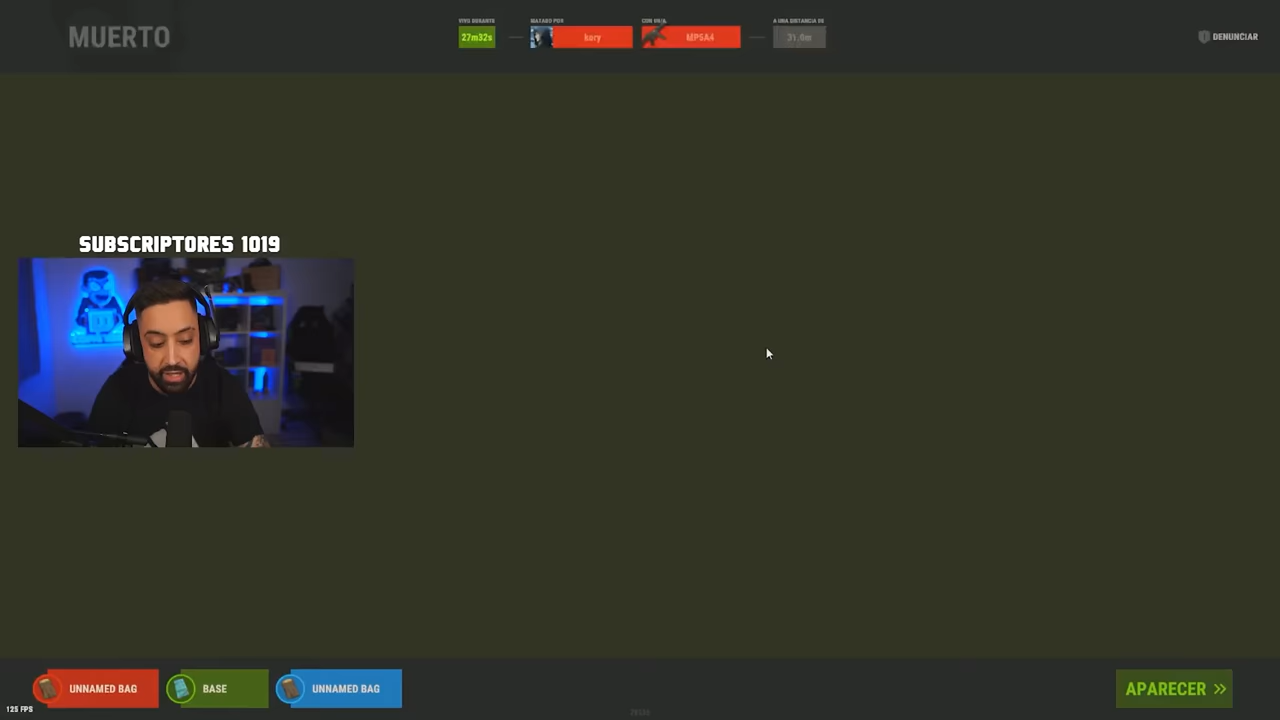 MUERTO
VIVO DURANTE
27m32s
MATADO POR
kory
CON UN/A
MP5A4
A UNA DISTANCIA DE
31.0m
DENUNCIAR
SUBSCRIPTORES 1019
UNNAMED BAG
BASE
UNNAMED BAG
APARECER >>
125 FPS